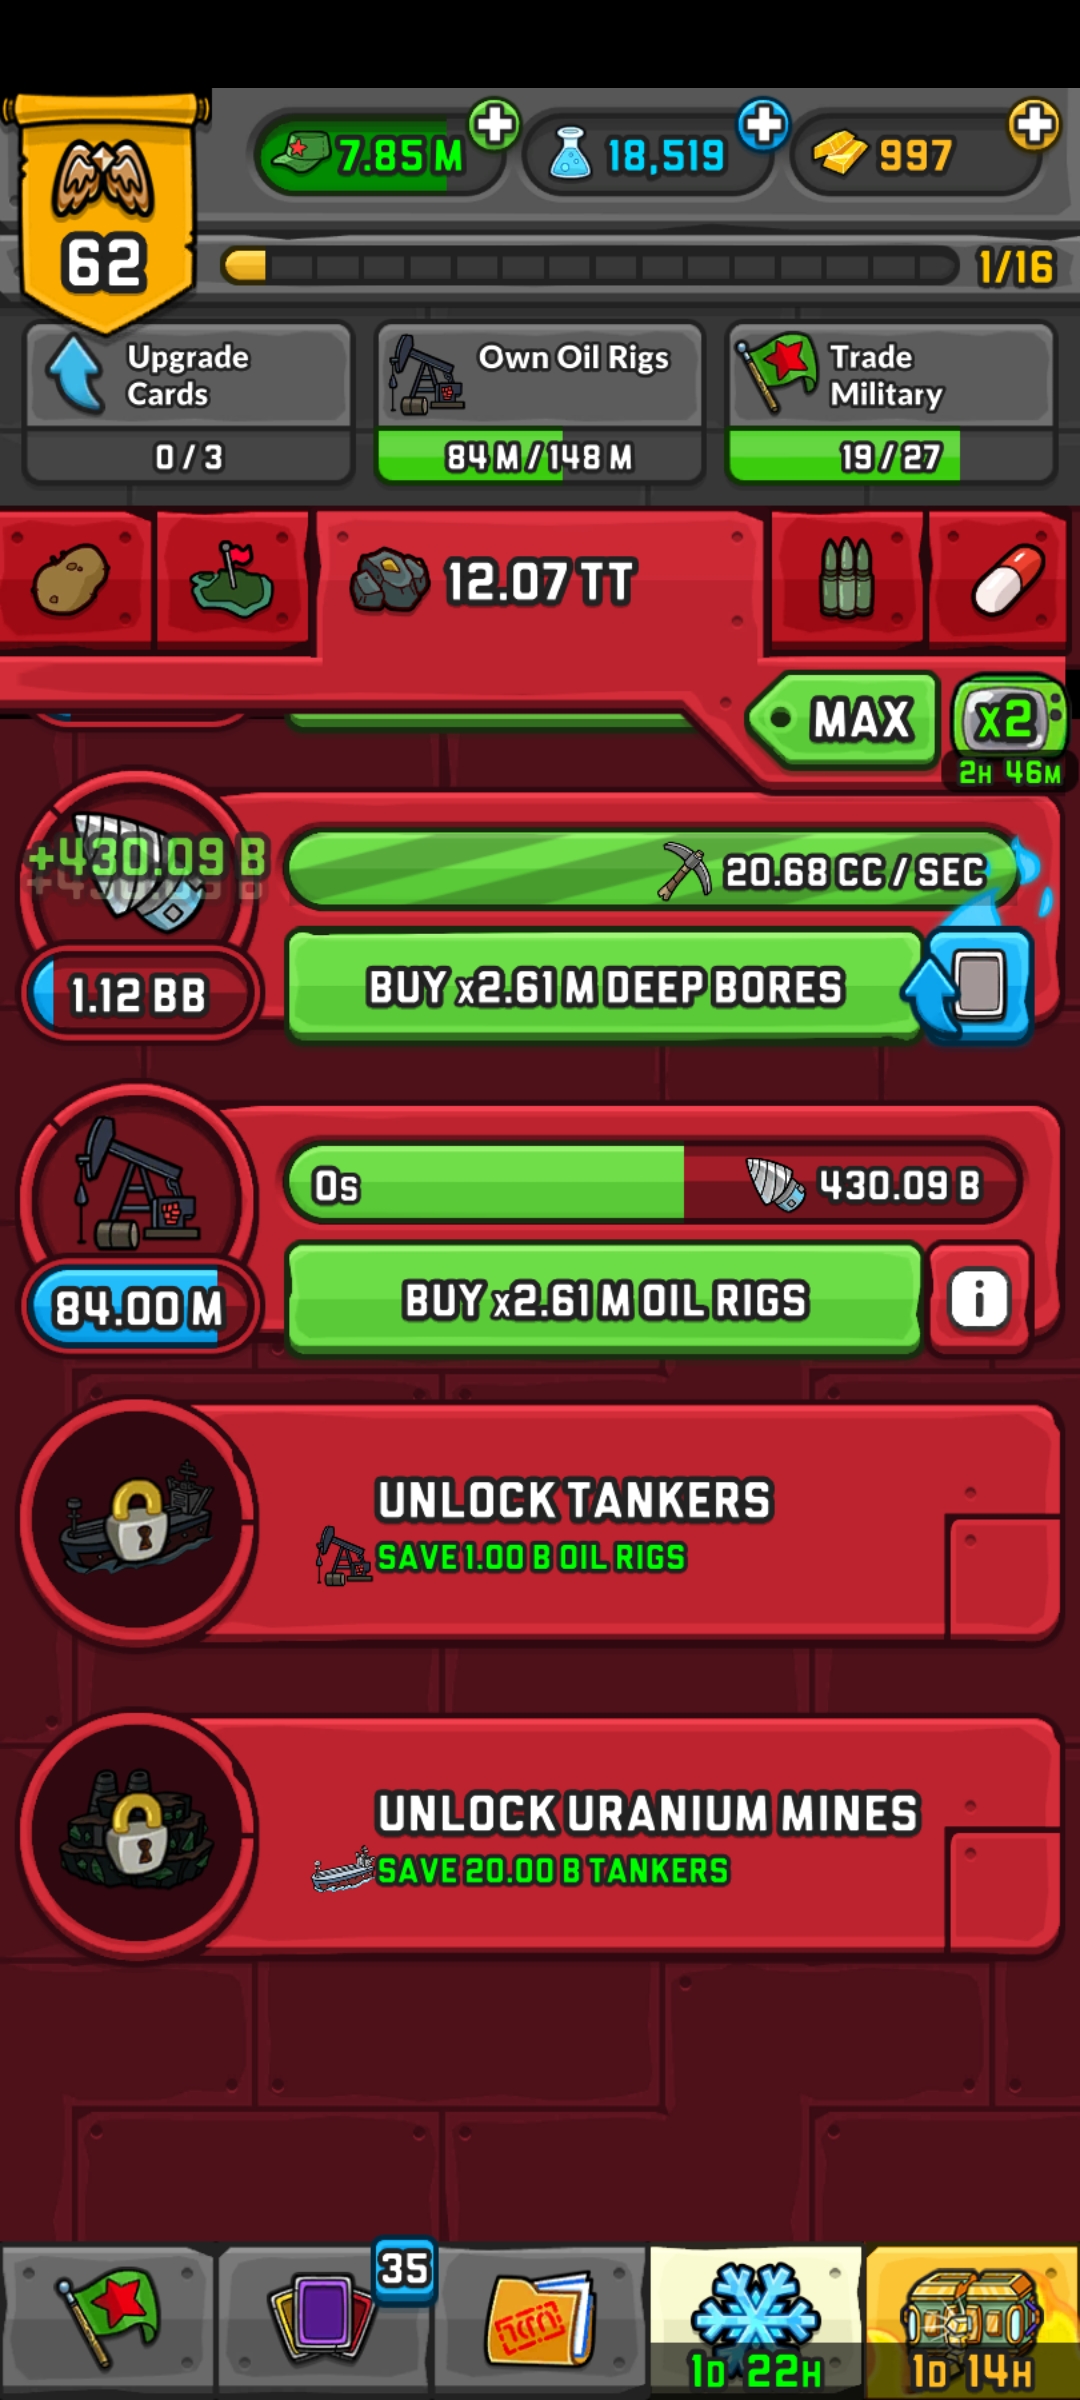 7.85 M
18,519
997
62
1/16
Upgrade
Cards
0 / 3
Own Oil Rigs
84 M / 148 M
Trade
Military
19 / 27
12.07 TT
MAX
x2
2H 46M
+430.09 B
+430.09 B
20.68 CC / SEC
1.12 BB
BUY x2.61 M DEEP BORES
0s
430.09 B
84.00 M
BUY x2.61 M OIL RIGS
i
UNLOCK TANKERS
SAVE 1.00 B OIL RIGS
UNLOCK URANIUM MINES
SAVE 20.00 B TANKERS
35
1D 22H
1D 14H